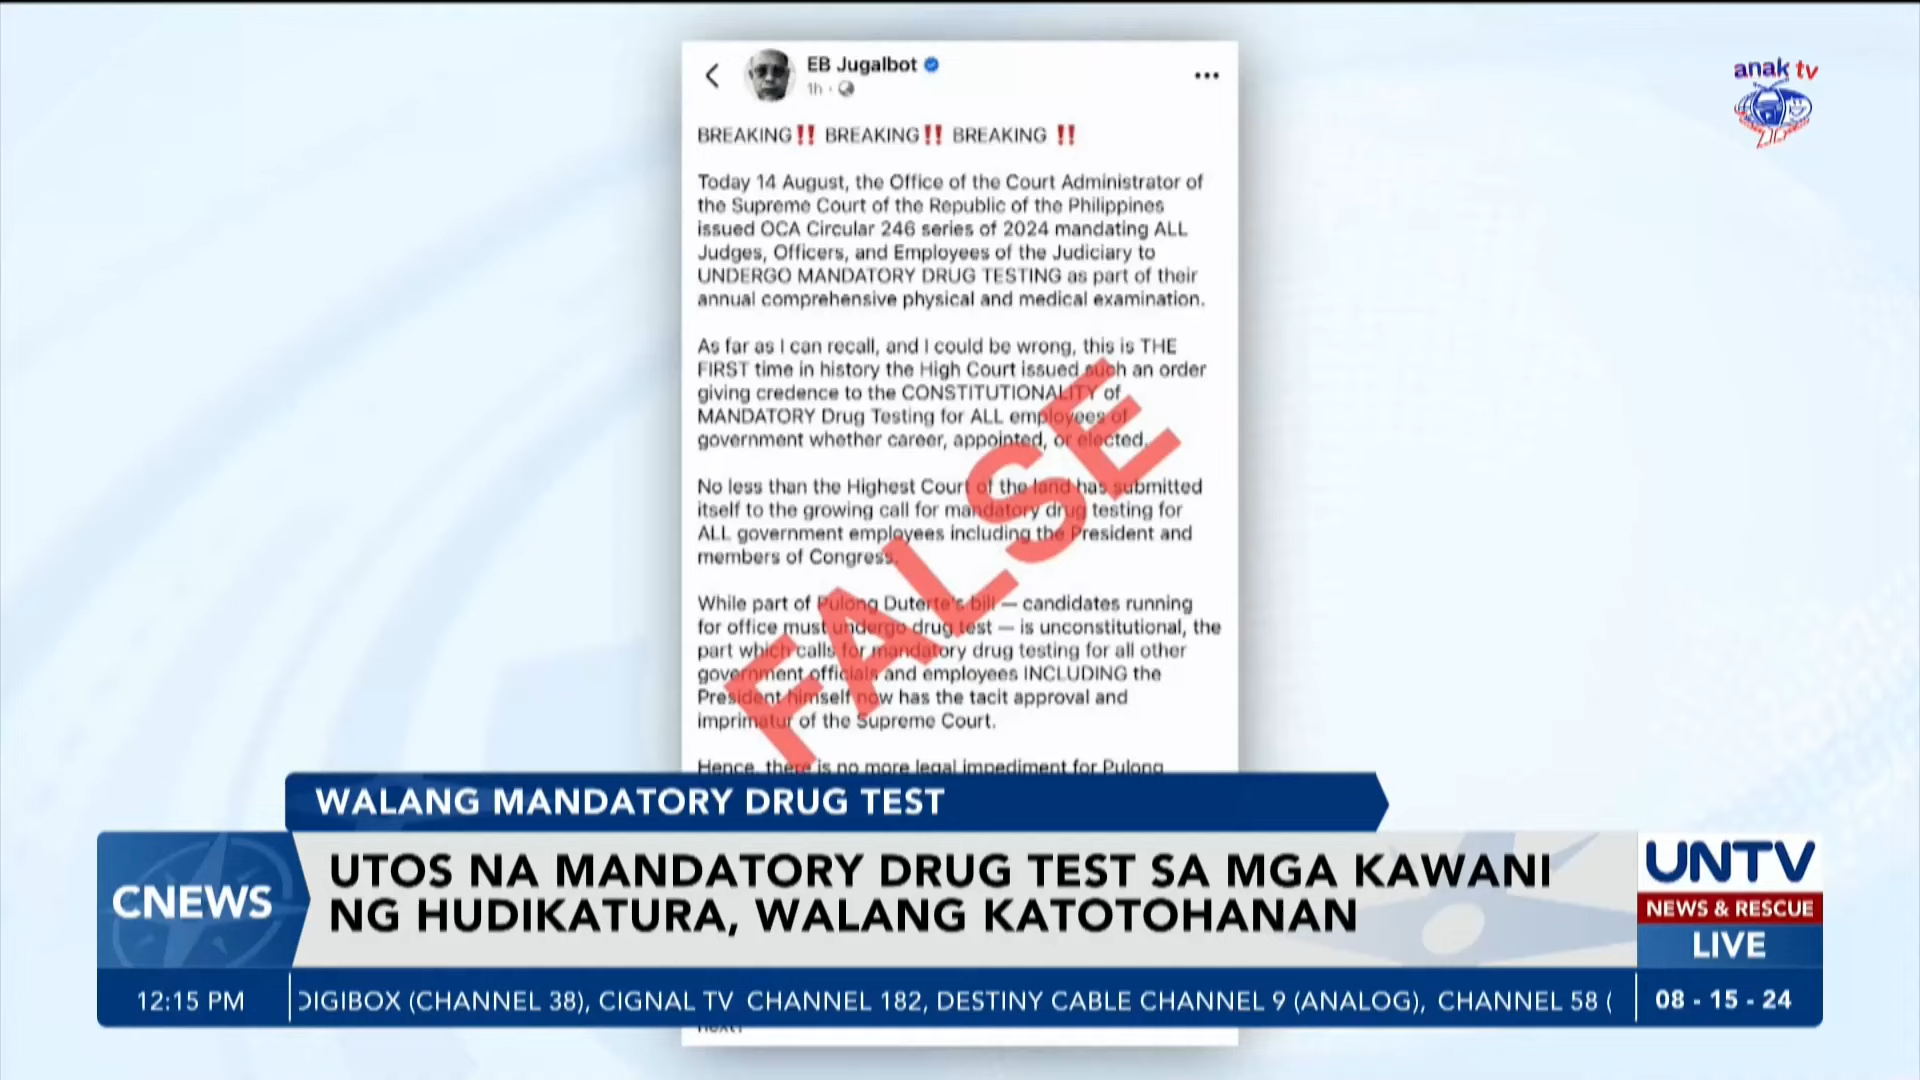 EB Jugalbot
1h
BREAKING‼️ BREAKING‼️ BREAKING ‼️
Today 14 August, the Office of the Court Administrator of
the Supreme Court of the Republic of the Philippines
issued OCA Circular 246 series of 2024 mandating ALL
Judges, Officers, and Employees of the Judiciary to
UNDERGO MANDATORY DRUG TESTING as part of their
annual comprehensive physical and medical examination.
As far as I can recall, and I could be wrong, this is THE
FIRST time in history the High Court issued such an order
giving credence to the CONSTITUTIONALITY of
MANDATORY Drug Testing for ALL employees of
government whether career, appointed, or elected.
No less than the Highest Court of the land has submitted
itself to the growing call for mandatory drug testing for
ALL government employees including the President and
members of Congress.
While part of Pulong Duterte's bill — candidates running
for office must undergo drug test — is unconstitutional, the
part which calls for mandatory drug testing for all other
government officials and employees INCLUDING the
President himself now has the tacit approval and
imprimatur of the Supreme Court.
Hence, there is no more legal impediment for Pulong
FALSE
anak tv
WALANG MANDATORY DRUG TEST
CNEWS
UTOS NA MANDATORY DRUG TEST SA MGA KAWANI
NG HUDIKATURA, WALANG KATOTOHANAN
UNTV
NEWS & RESCUE
LIVE
12:15 PM
DIGIBOX (CHANNEL 38), CIGNAL TV CHANNEL 182, DESTINY CABLE CHANNEL 9 (ANALOG), CHANNEL 58 (
08 - 15 - 24